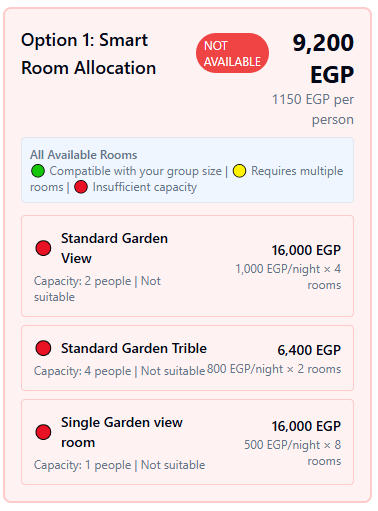 Option 1: Smart
Room Allocation
NOT
AVAILABLE
9,200
EGP
1150 EGP per
person
All Available Rooms
Compatible with your group size | Requires multiple
rooms | Insufficient capacity
Standard Garden
View
16,000 EGP
1,000 EGP/night × 4
rooms
Capacity: 2 people | Not
suitable
Standard Garden Trible
6,400 EGP
Capacity: 4 people | Not suitable
800 EGP/night × 2 rooms
Single Garden view
room
16,000 EGP
500 EGP/night × 8
rooms
Capacity: 1 people | Not suitable